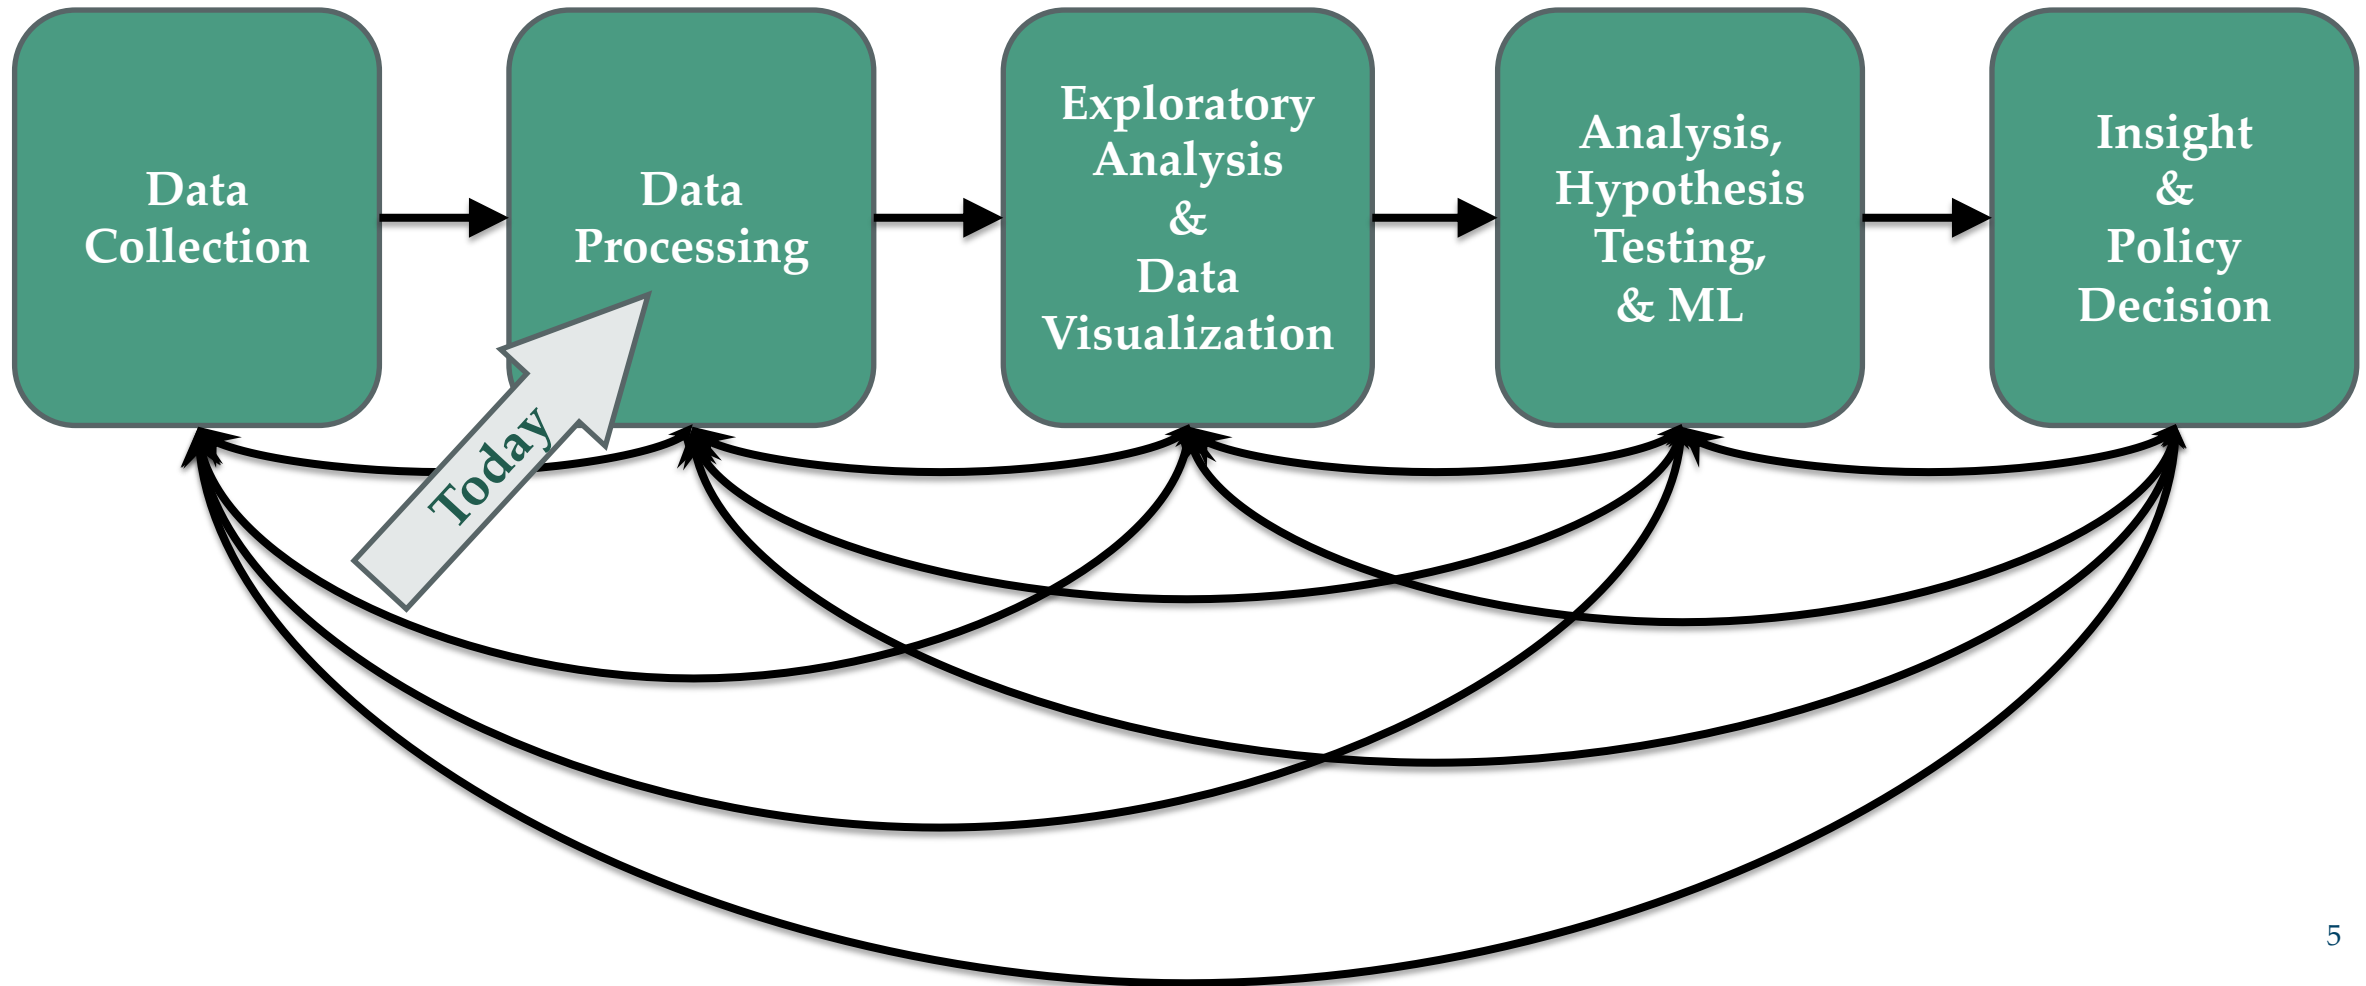 Data
Collection
Data
Processing
Exploratory
Analysis
&
Data
Visualization
Analysis,
Hypothesis
Testing,
& ML
Insight
&
Policy
Decision
Today
5